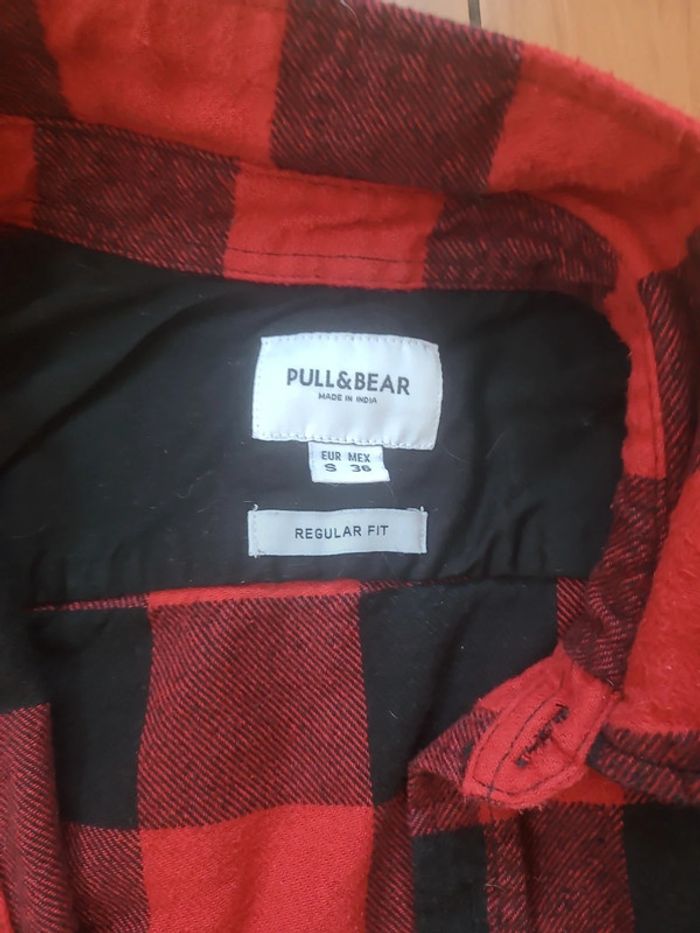 PULL&BEAR
MADE IN INDIA
EUR MEX
S 36
REGULAR FIT